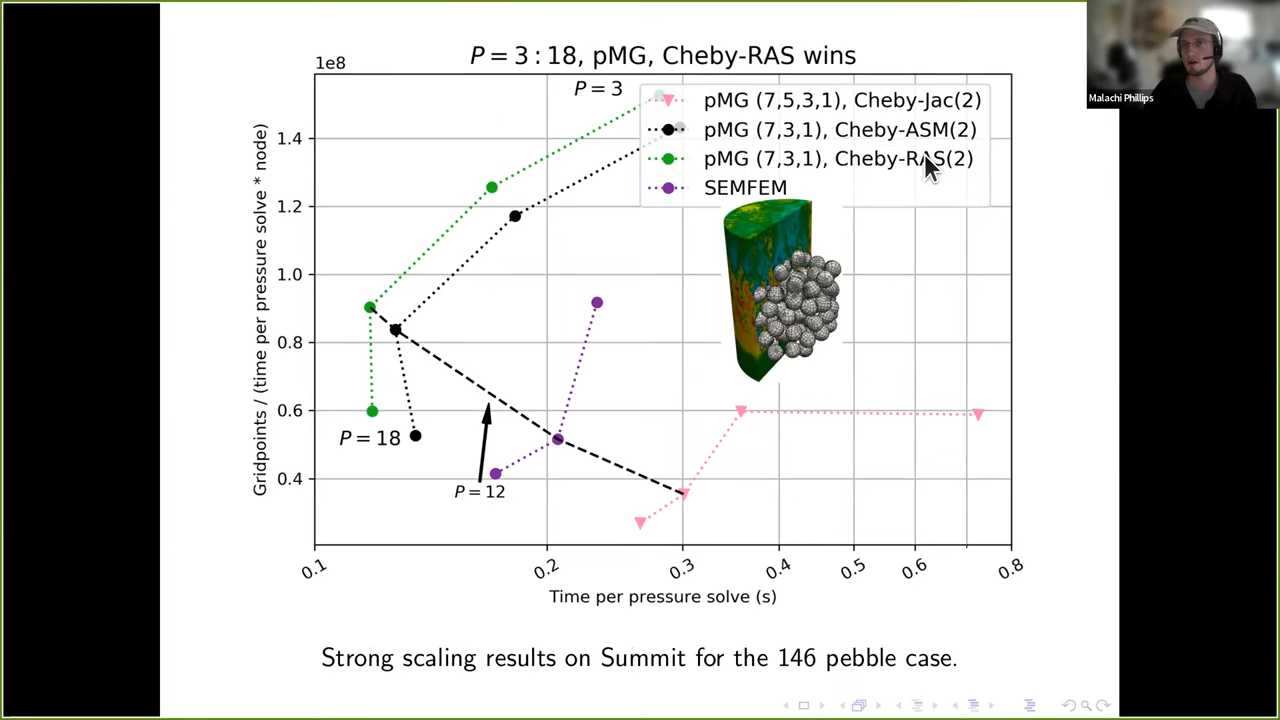 P = 3 : 18, pMG, Cheby-RAS wins
1e8
P = 3
pMG (7,5,3,1), Cheby-Jac(2)
pMG (7,3,1), Cheby-ASM(2)
pMG (7,3,1), Cheby-RAS(2)
SEMFEM
Gridpoints / (time per pressure solve * node)
1.4
1.2
1.0
0.8
0.6
0.4
P = 18
P = 12
0.1
0.2
0.3
0.4
0.5
0.6
0.8
Time per pressure solve (s)
Strong scaling results on Summit for the 146 pebble case.
Malachi Phillips